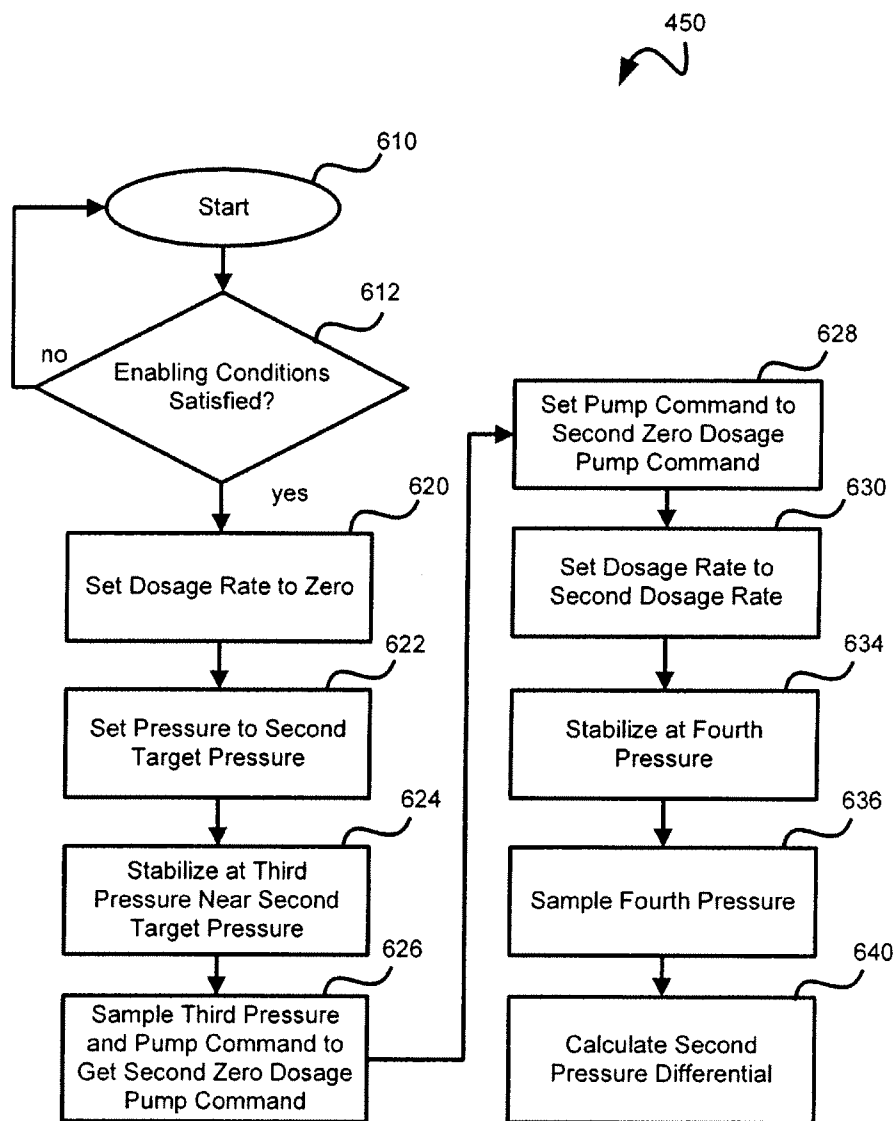 450
610
Start
612
no
Enabling Conditions
Satisfied?
yes
620
Set Dosage Rate to Zero
622
Set Pressure to Second
Target Pressure
624
Stabilize at Third
Pressure Near Second
Target Pressure
626
Sample Third Pressure
and Pump Command to
Get Second Zero Dosage
Pump Command
628
Set Pump Command to
Second Zero Dosage
Pump Command
630
Set Dosage Rate to
Second Dosage Rate
634
Stabilize at Fourth
Pressure
636
Sample Fourth Pressure
640
Calculate Second
Pressure Differential